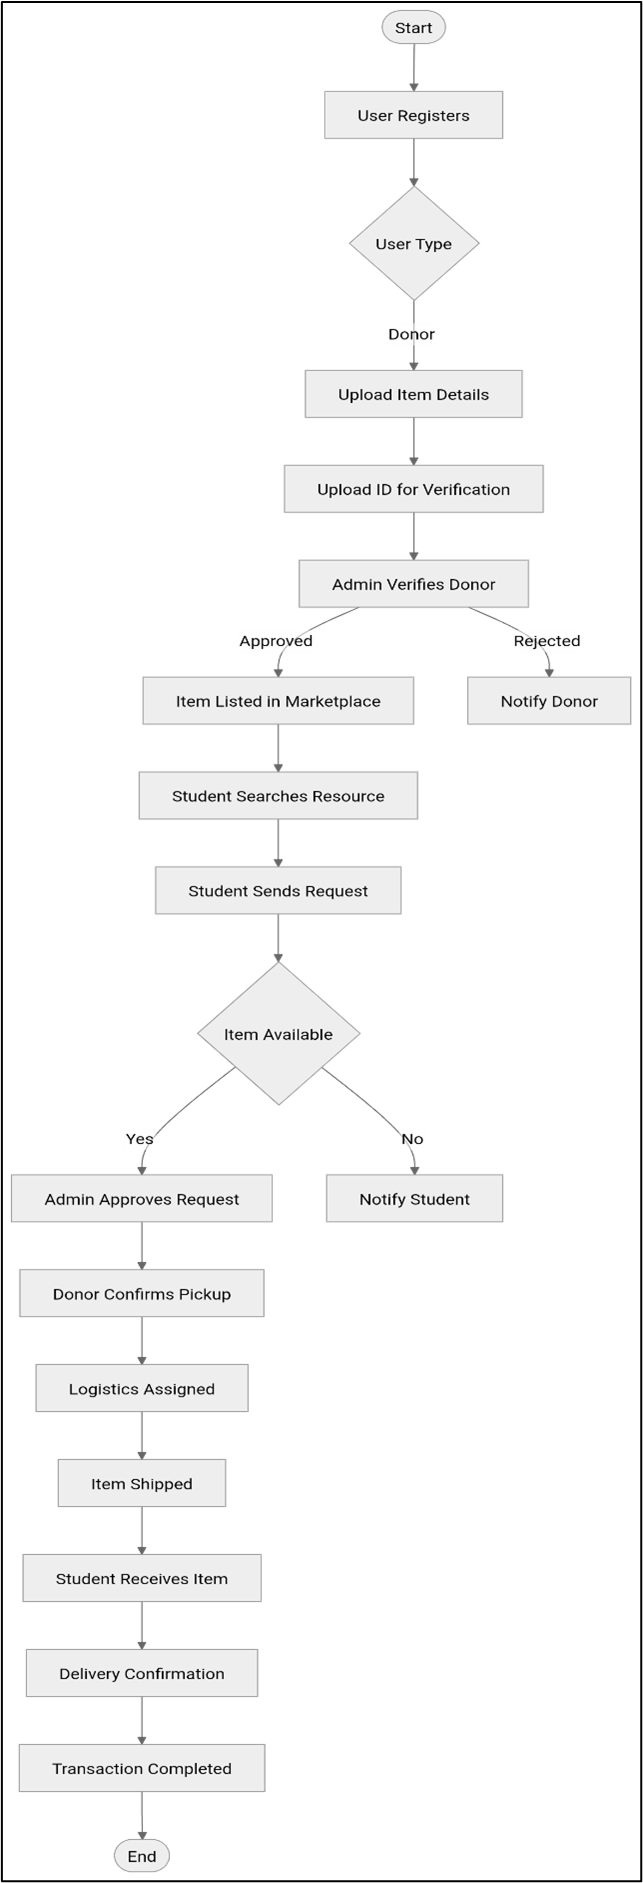 Start
User Registers
User Type
Donor
Upload Item Details
Upload ID for Verification
Admin Verifies Donor
Approved
Rejected
Item Listed in Marketplace
Notify Donor
Student Searches Resource
Student Sends Request
Item Available
Yes
No
Admin Approves Request
Notify Student
Donor Confirms Pickup
Logistics Assigned
Item Shipped
Student Receives Item
Delivery Confirmation
Transaction Completed
End